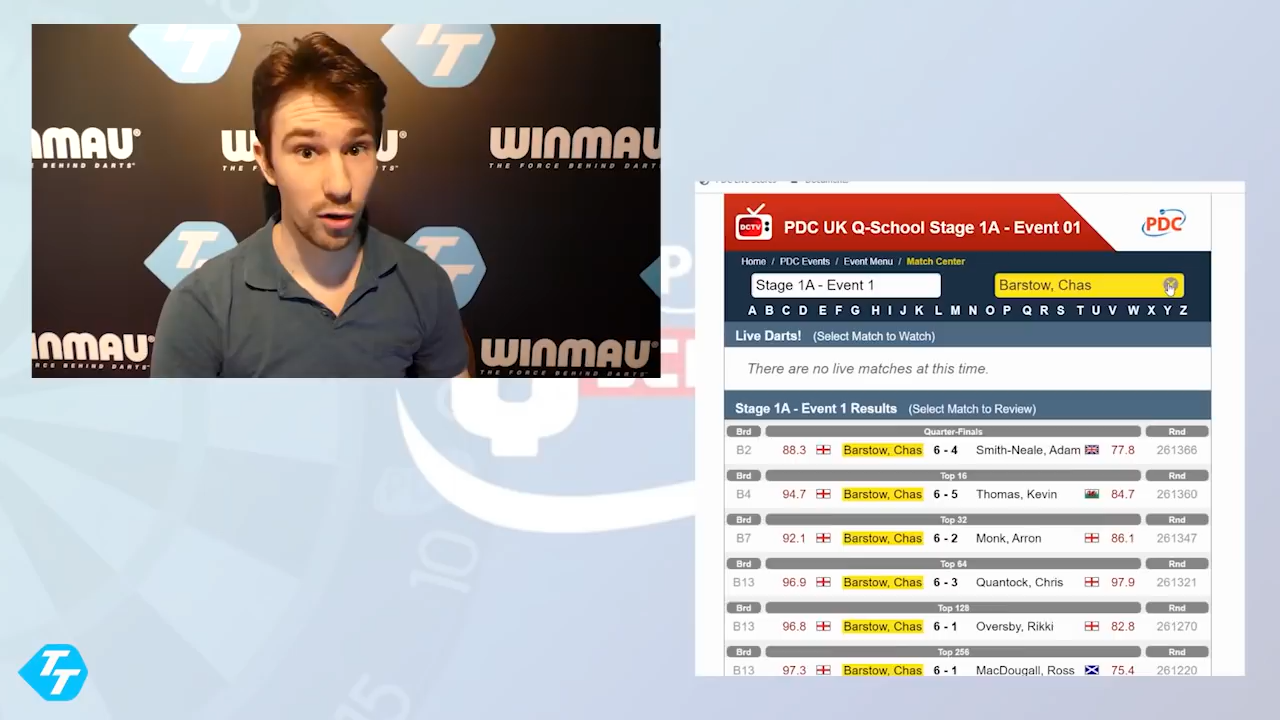 TT
TT
WINMAU®
THE FORCE BEHIND DARTS
WINMAU
THE FORCE BEHIND DARTS
TT
TT
WINMAU
THE FORCE BEHIND DARTS
10
15
TT
DCTV
PDC UK Q-School Stage 1A - Event 01
PDC
Home / PDC Events / Event Menu / Match Center
Stage 1A - Event 1
Barstow, Chas
A B C D E F G H I J K L M N O P Q R S T U V W X Y Z
Live Darts! (Select Match to Watch)
There are no live matches at this time.
Stage 1A - Event 1 Results (Select Match to Review)
Brd Quarter-Finals Rnd
B2 88.3 Barstow, Chas 6 - 4 Smith-Neale, Adam 77.8 261366
Brd Top 16 Rnd
B4 94.7 Barstow, Chas 6 - 5 Thomas, Kevin 84.7 261360
Brd Top 32 Rnd
B7 92.1 Barstow, Chas 6 - 2 Monk, Arron 86.1 261347
Brd Top 64 Rnd
B13 96.9 Barstow, Chas 6 - 3 Quantock, Chris 97.9 261321
Brd Top 128 Rnd
B13 96.8 Barstow, Chas 6 - 1 Oversby, Rikki 82.8 261270
Brd Top 256 Rnd
B13 97.3 Barstow, Chas 6 - 1 MacDougall, Ross 75.4 261220